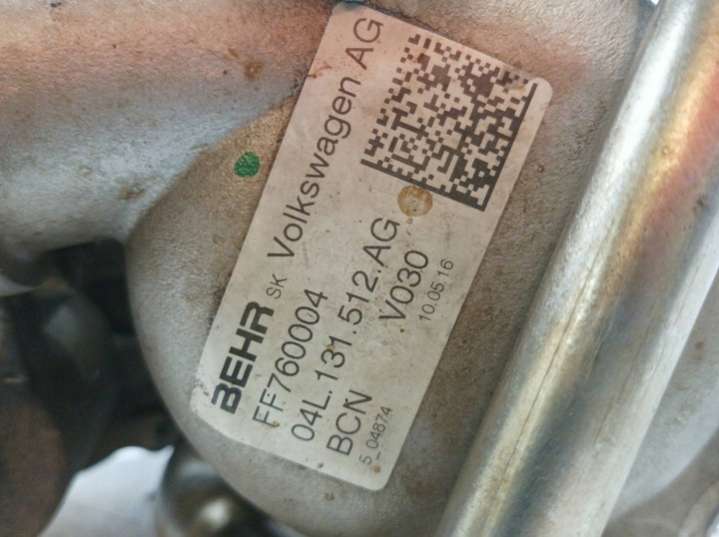 BEHR SK Volkswagen AG
FF760004
04L.131.512.AG
BCN V030
5_04874 10.05.16